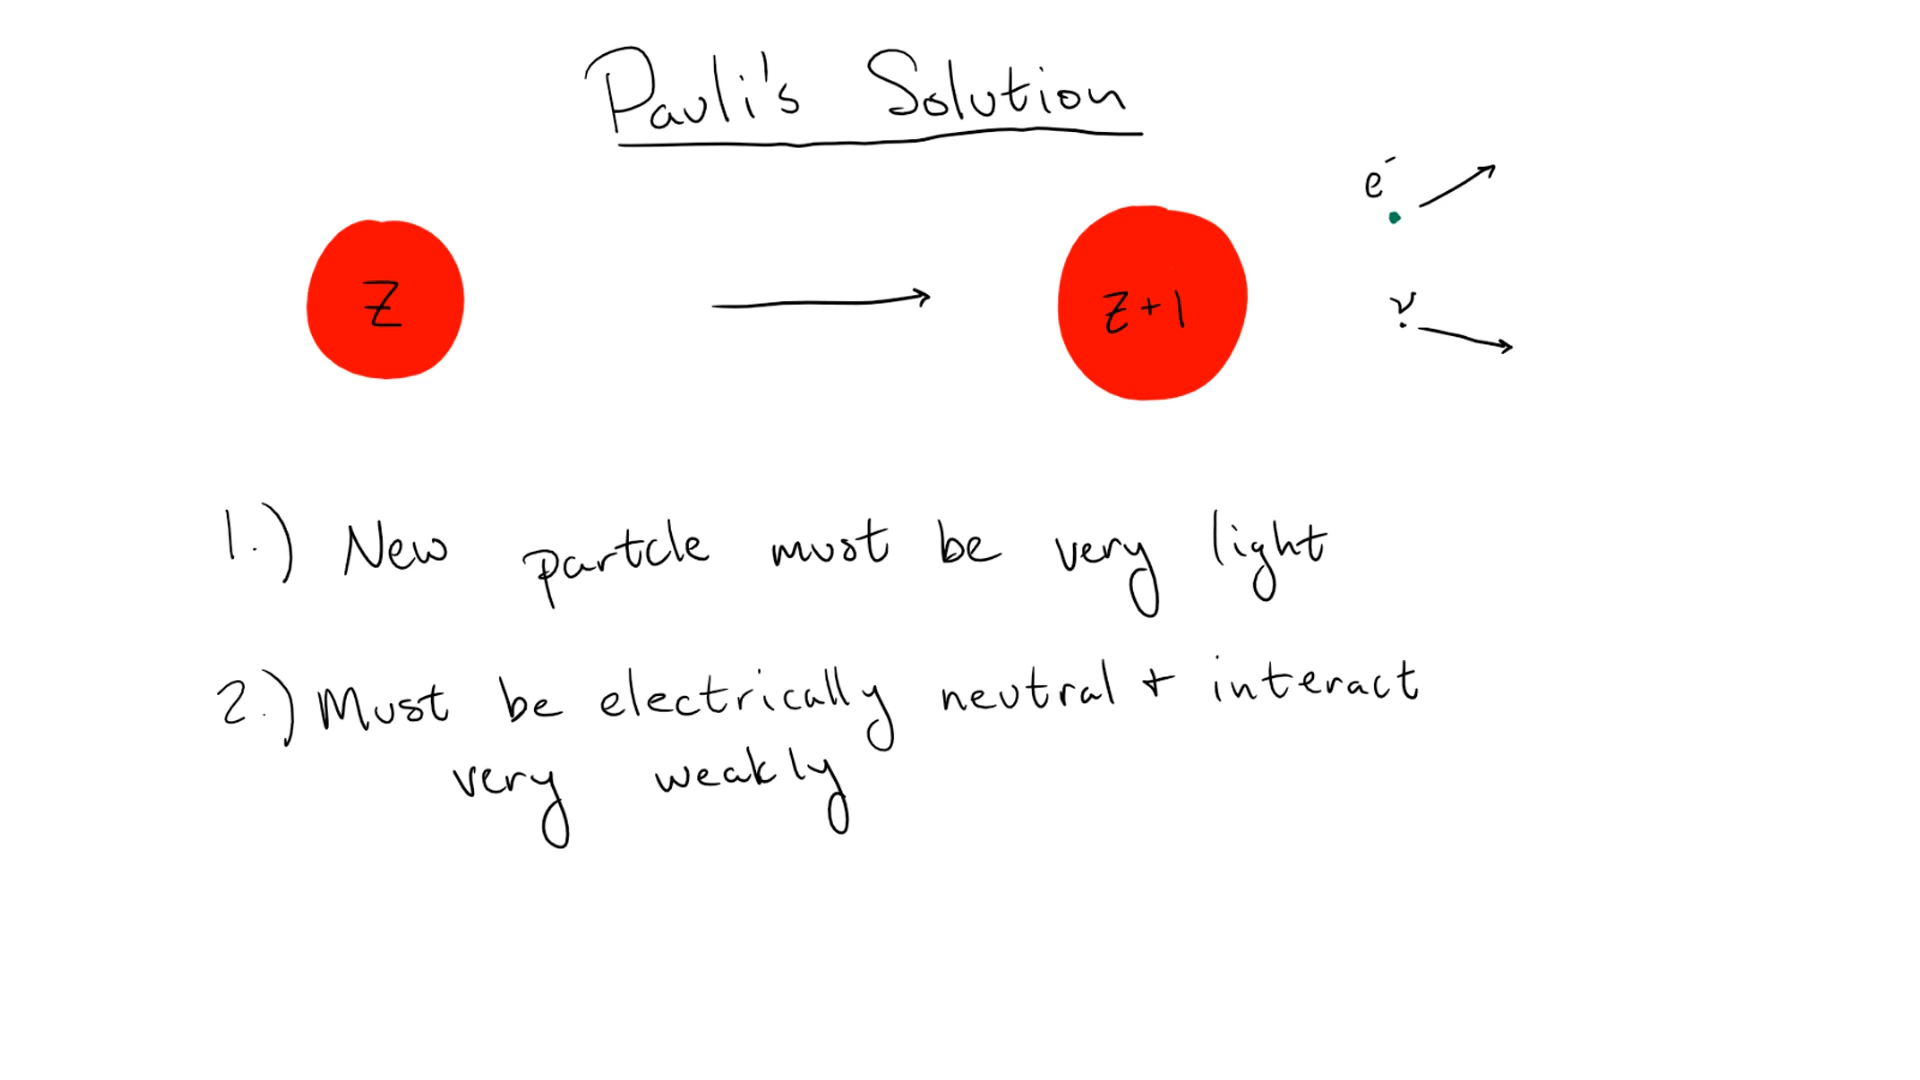 Pauli's Solution
e⁻
Z
Z+1
ν
1.) New partcle must be very light
2.) Must be electrically neutral + interact
very weakly